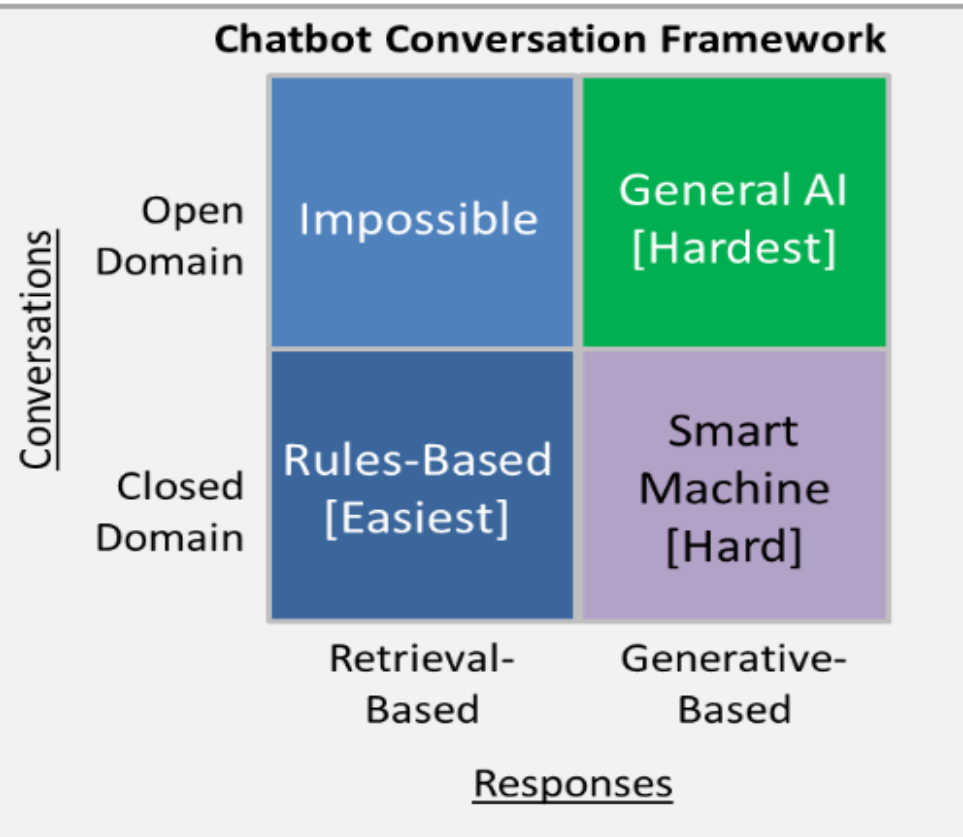 Chatbot Conversation Framework
Conversations
Open
Domain
Impossible
General AI
[Hardest]
Closed
Domain
Rules-Based
[Easiest]
Smart
Machine
[Hard]
Retrieval-
Based
Generative-
Based
Responses